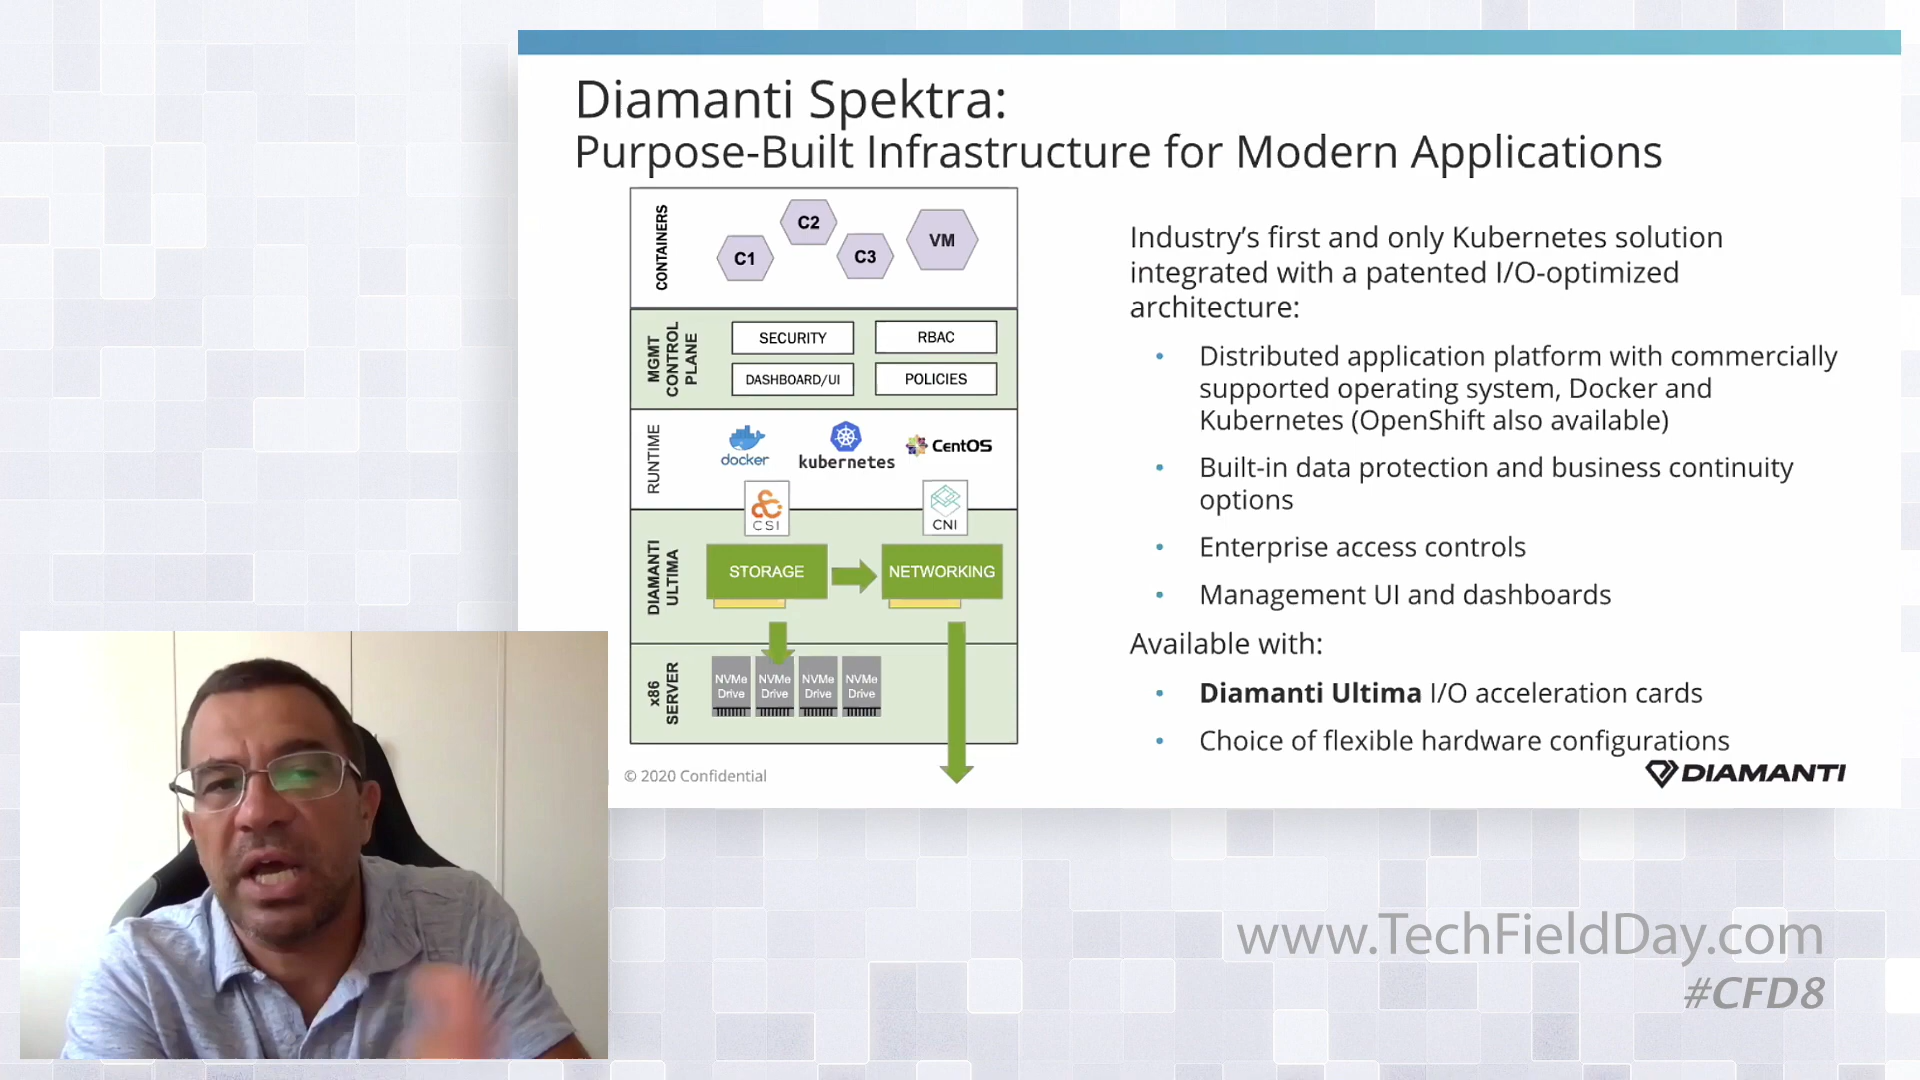 Diamanti Spektra:
Purpose-Built Infrastructure for Modern Applications
CONTAINERS
C1
C2
C3
VM
MGMT
CONTROL
PLANE
SECURITY
RBAC
DASHBOARD/UI
POLICIES
RUNTIME
docker
kubernetes
CentOS
CSI
CNI
DIAMANTI
ULTIMA
STORAGE
NETWORKING
x86
SERVER
NVMe
Drive
NVMe
Drive
NVMe
Drive
NVMe
Drive
© 2020 Confidential
Industry’s first and only Kubernetes solution
integrated with a patented I/O-optimized
architecture:
• Distributed application platform with commercially
supported operating system, Docker and
Kubernetes (OpenShift also available)
• Built-in data protection and business continuity
options
• Enterprise access controls
• Management UI and dashboards
Available with:
• Diamanti Ultima I/O acceleration cards
• Choice of flexible hardware configurations
DIAMANTI
www.TechFieldDay.com
#CFD8